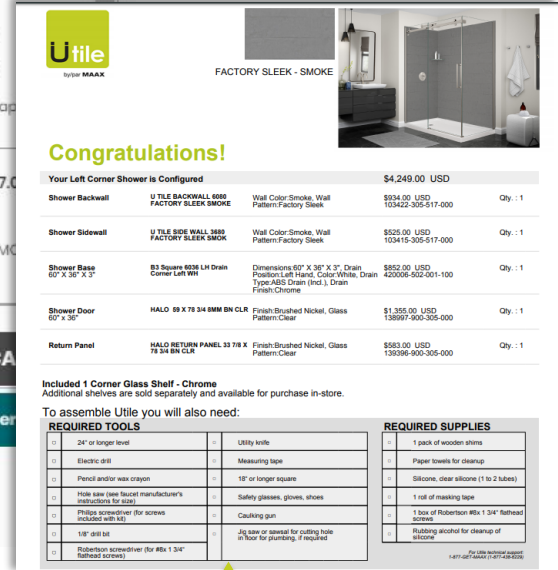 Utile
by/par MAAX
FACTORY SLEEK - SMOKE
Congratulations!
Your Left Corner Shower is Configured $4,249.00 USD
Shower Backwall U TILE BACKWALL 6080 Wall Color:Smoke, Wall $934.00 USD Qty. : 1
FACTORY SLEEK SMOKE Pattern:Factory Sleek 103422-305-517-000
Shower Sidewall U TILE SIDE WALL 3680 Wall Color:Smoke, Wall $525.00 USD Qty. : 1
FACTORY SLEEK SMOK Pattern:Factory Sleek 103415-305-517-000
Shower Base B3 Square 6036 LH Drain Dimensions:60" X 36" X 3", Drain $852.00 USD Qty. : 1
60" X 36" X 3" Corner Left WH Position:Left Hand, Color:White, Drain 420006-502-001-100
Type:ABS Drain (Incl.), Drain
Finish:Chrome
Shower Door HALO 59 X 78 3/4 8MM BN CLR Finish:Brushed Nickel, Glass $1,355.00 USD Qty. : 1
60" x 36" Pattern:Clear 138997-900-305-000
Return Panel HALO RETURN PANEL 33 7/8 X Finish:Brushed Nickel, Glass $583.00 USD Qty. : 1
78 3/4 BN CLR Pattern:Clear 139396-900-305-000
Included 1 Corner Glass Shelf - Chrome
Additional shelves are sold separately and available for purchase in-store.
To assemble Utile you will also need:
REQUIRED TOOLS
24" or longer level
Electric drill
Pencil and/or wax crayon
Hole saw (see faucet manufacturer's
instructions for size)
Philips screwdriver (for screws
included with kit)
1/8" drill bit
Robertson screwdriver (for #8x 1 3/4"
flathead screws)
Utility knife
Measuring tape
18" or longer square
Safety glasses, gloves, shoes
Caulking gun
Jig saw or sawsal for cutting hole
in floor for plumbing, if required
REQUIRED SUPPLIES
1 pack of wooden shims
Paper towels for cleanup
Silicone, clear silicone (1 to 2 tubes)
1 roll of masking tape
1 box of Robertson #8x 1 3/4" flathead
screws
Rubbing alcohol for cleanup of
silicone
For Utile technical support:
1-877-GET-MAAX (1-877-438-6229)